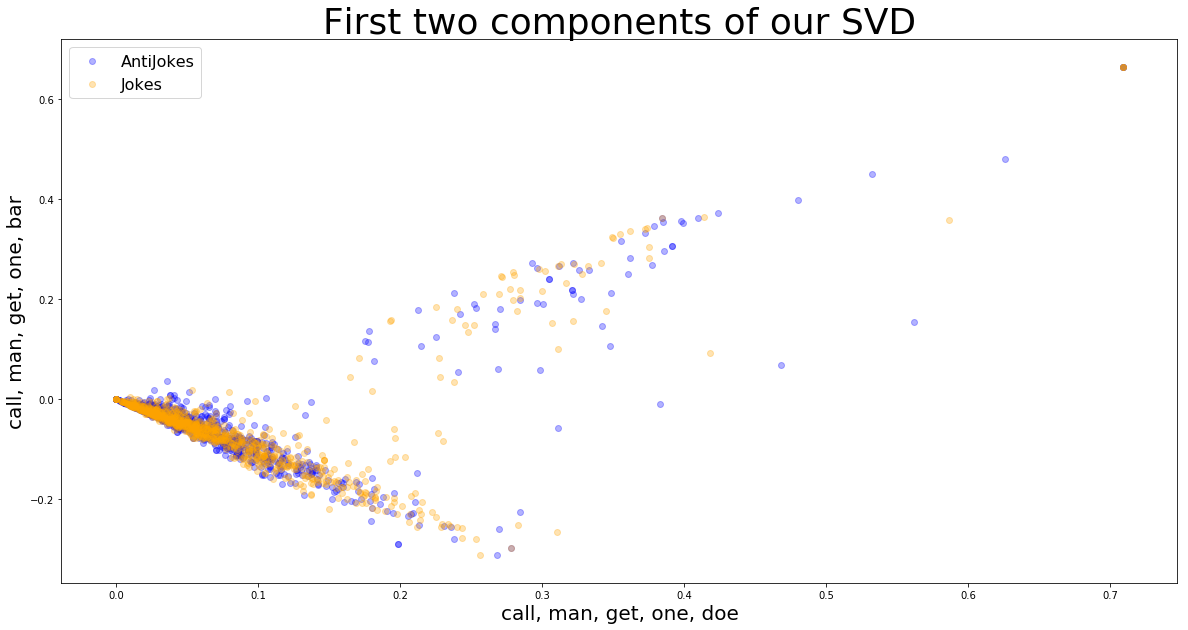 First two components of our SVD
AntiJokes
Jokes
0.6
0.4
0.2
0.0
−0.2
call, man, get, one, bar
0.0 0.1 0.2 0.3 0.4 0.5 0.6 0.7
call, man, get, one, doe